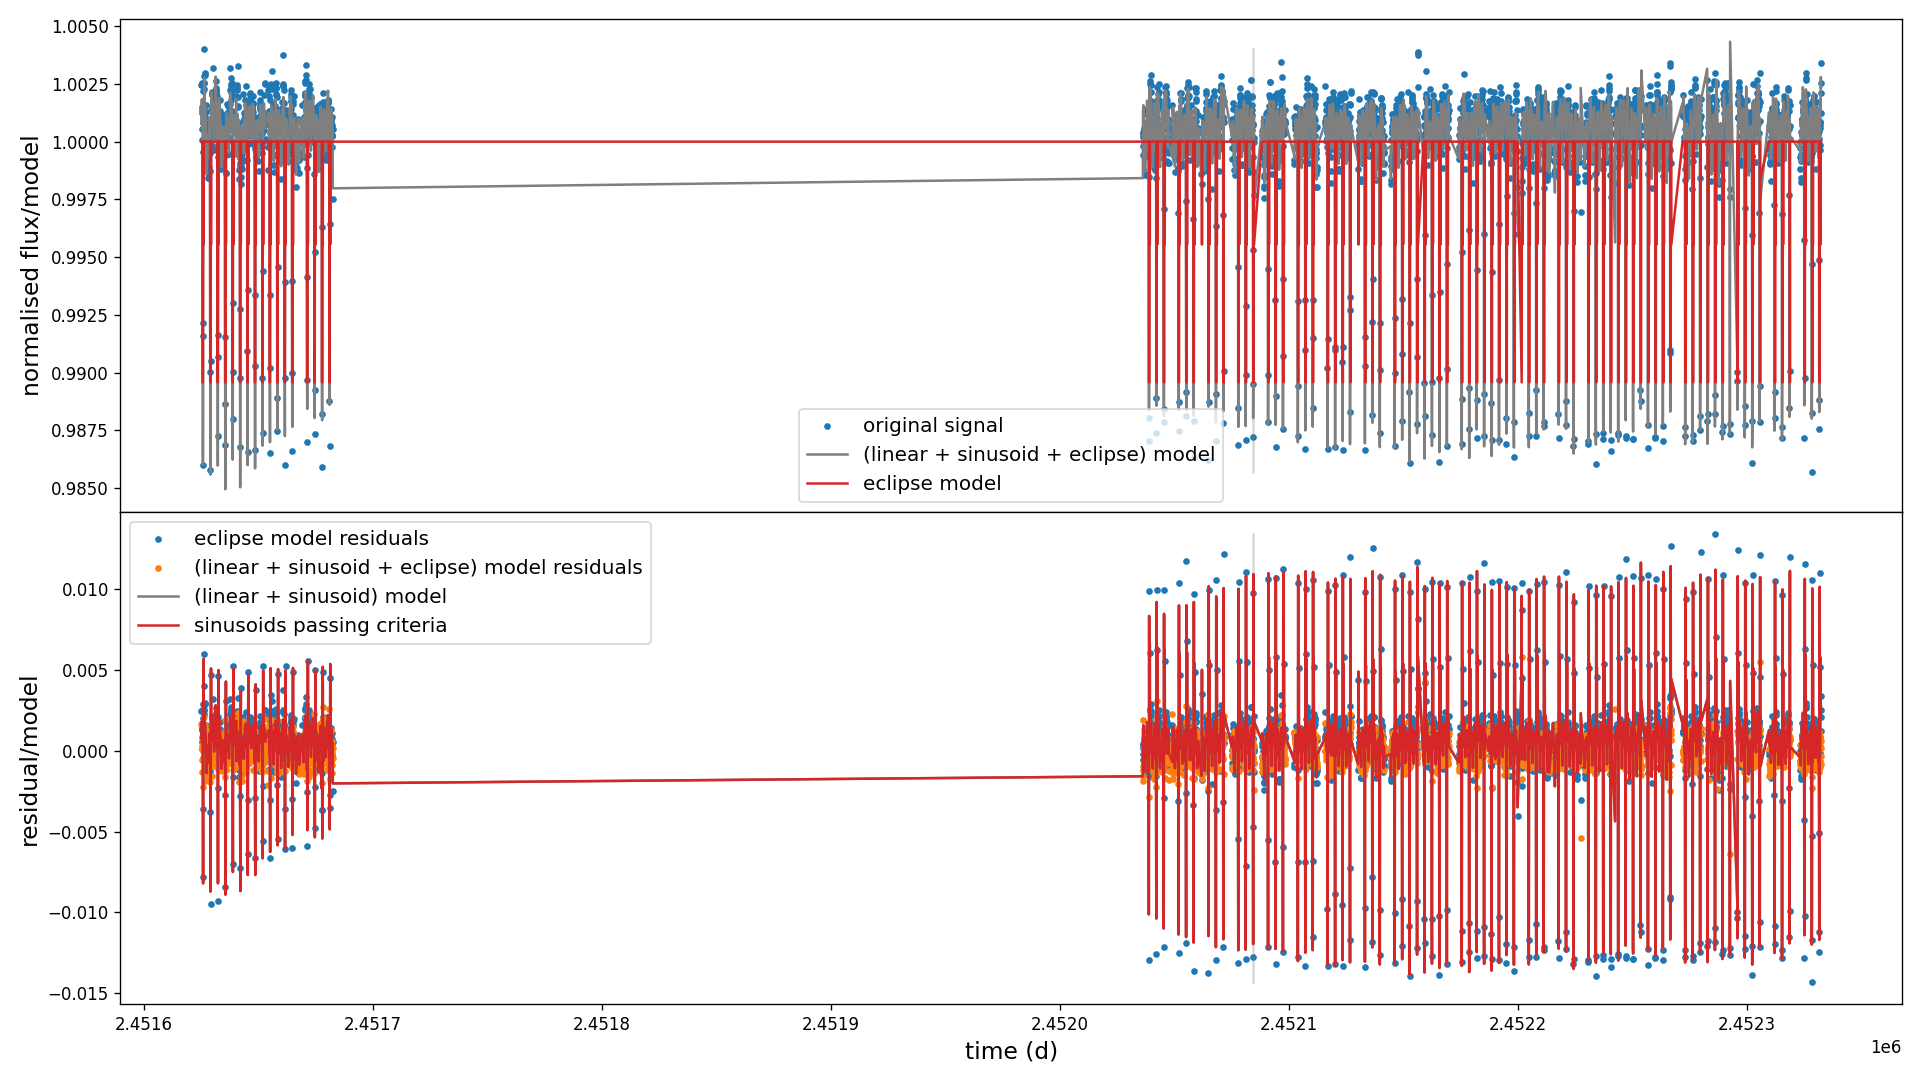 1.0050
1.0025
1.0000
0.9975
0.9950
0.9925
0.9900
0.9875
0.9850
normalised flux/model
original signal
(linear + sinusoid + eclipse) model
eclipse model
eclipse model residuals
(linear + sinusoid + eclipse) model residuals
(linear + sinusoid) model
sinusoids passing criteria
0.010
0.005
0.000
−0.005
−0.010
−0.015
residual/model
2.4516 2.4517 2.4518 2.4519 2.4520 2.4521 2.4522 2.4523
time (d)
1e6